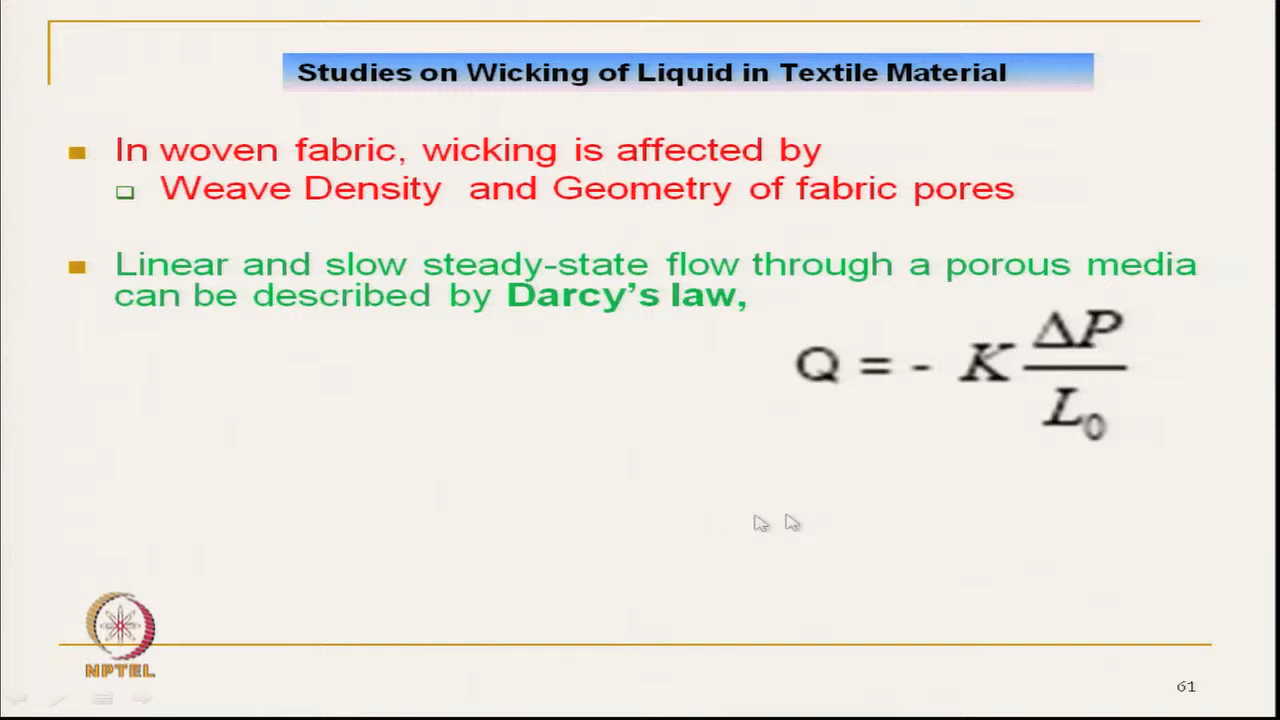 Studies on Wicking of Liquid in Textile Material
In woven fabric, wicking is affected by
Weave Density and Geometry of fabric pores
Linear and slow steady-state flow through a porous media
can be described by Darcy's law,
Q = - K ΔP / L₀
NPTEL
61